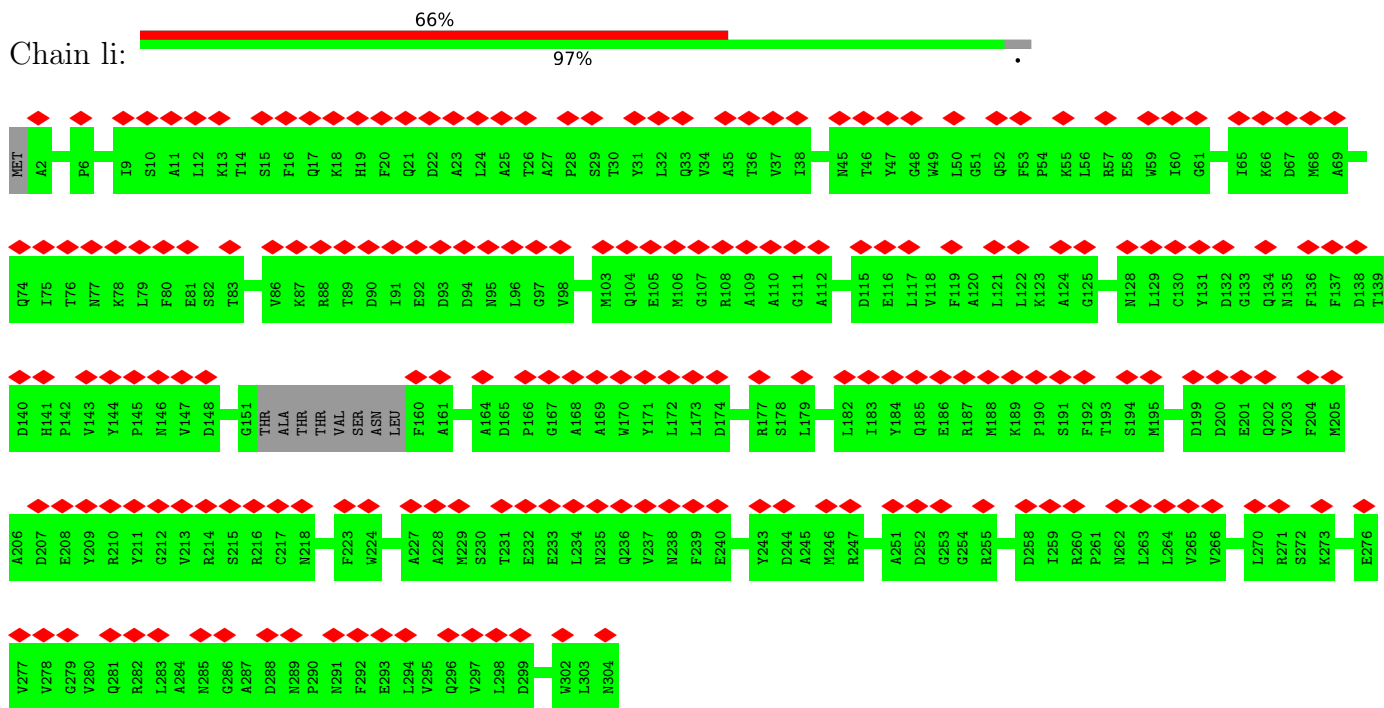 66%
Chain li:
97%
.
MET A2 P6 I9 S10 A11 L12 K13 T14 S15 F16 Q17 K18 H19 F20 Q21 D22 A23 L24 A25 T26 A27 P28 S29 T30 Y31 L32 Q33 V34 A35 T36 V37 I38 N45 T46 Y47 G48 W49 L50 G51 Q52 F53 P54 K55 L56 R57 E58 W59 I60 G61 I65 K66 D67 M68 A69
Q74 I75 T76 N77 K78 L79 F80 E81 S82 T83 V86 K87 R88 T89 D90 I91 E92 D93 D94 N95 L96 G97 V98 M103 Q104 E105 M106 G107 R108 A109 A110 G111 A112 D115 E116 L117 V118 F119 A120 L121 L122 K123 A124 G125 N128 L129 C130 Y131 D132 G133 Q134 N135 F136 F137 D138 T139
D140 H141 P142 V143 Y144 P145 N146 V147 D148 G151 THR ALA THR THR VAL SER ASN LEU F160 A161 A164 D165 P166 G167 A168 A169 W170 Y171 L172 L173 D174 R177 S178 L179 L182 I183 Y184 Q185 E186 R187 M188 K189 P190 S191 F192 T193 S194 M195 D199 D200 E201 Q202 V203 F204 M205
A206 D207 E208 Y209 R210 Y211 G212 V213 R214 S215 R216 C217 N218 F223 W224 A227 A228 M229 S230 T231 E232 E233 L234 N235 Q236 V237 N238 F239 E240 Y243 D244 A245 M246 R247 A251 D252 G253 G254 R255 D258 I259 R260 P261 N262 L263 L264 V265 V266 L270 R271 S272 K273 E276
V277 V278 G279 V280 Q281 R282 L283 A284 N285 G286 A287 D288 N289 P290 N291 F292 E293 L294 V295 Q296 V297 L298 D299 W302 L303 N304